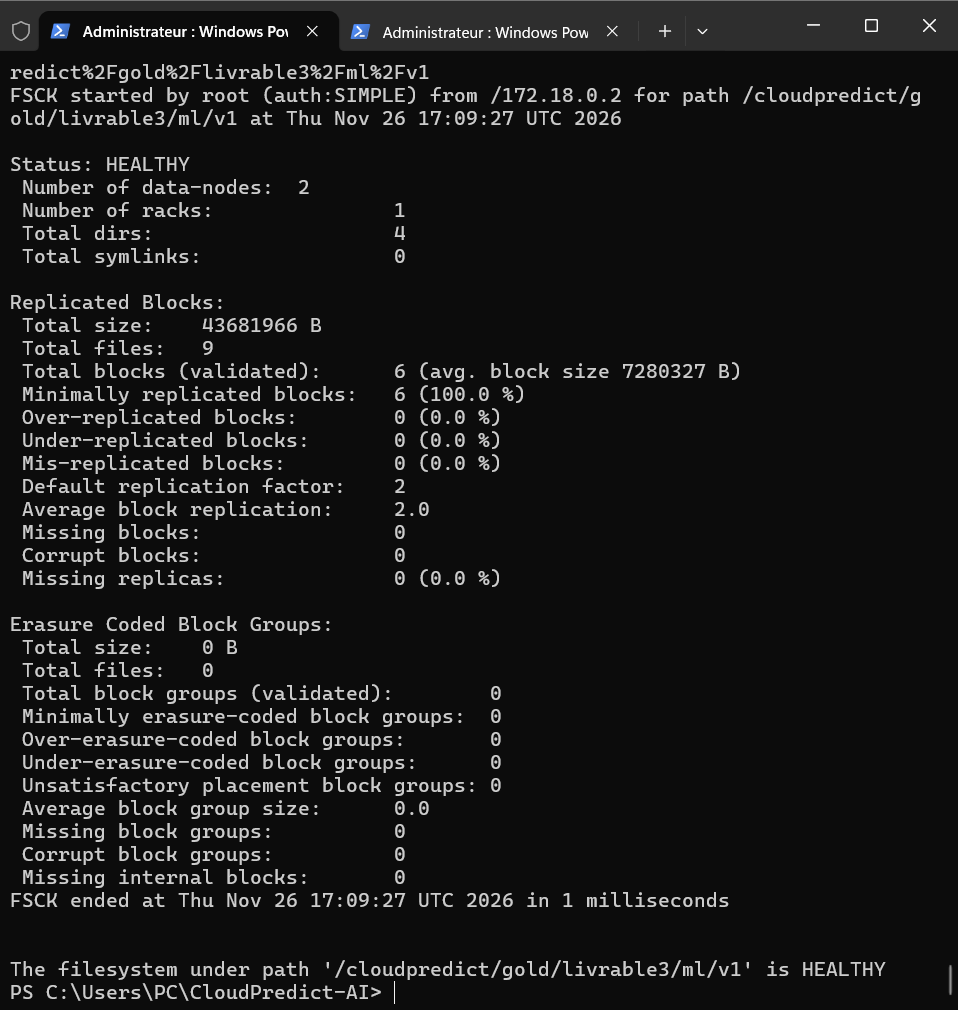 Administrateur : Windows Pov
Administrateur : Windows Pow
redict%2Fgold%2Flivrable3%2Fml%2Fv1
FSCK started by root (auth:SIMPLE) from /172.18.0.2 for path /cloudpredict/g
old/livrable3/ml/v1 at Thu Nov 26 17:09:27 UTC 2026
Status: HEALTHY
Number of data-nodes: 2
Number of racks: 1
Total dirs: 4
Total symlinks: 0
Replicated Blocks:
Total size: 43681966 B
Total files: 9
Total blocks (validated): 6 (avg. block size 7280327 B)
Minimally replicated blocks: 6 (100.0 %)
Over-replicated blocks: 0 (0.0 %)
Under-replicated blocks: 0 (0.0 %)
Mis-replicated blocks: 0 (0.0 %)
Default replication factor: 2
Average block replication: 2.0
Missing blocks: 0
Corrupt blocks: 0
Missing replicas: 0 (0.0 %)
Erasure Coded Block Groups:
Total size: 0 B
Total files: 0
Total block groups (validated): 0
Minimally erasure-coded block groups: 0
Over-erasure-coded block groups: 0
Under-erasure-coded block groups: 0
Unsatisfactory placement block groups: 0
Average block group size: 0.0
Missing block groups: 0
Corrupt block groups: 0
Missing internal blocks: 0
FSCK ended at Thu Nov 26 17:09:27 UTC 2026 in 1 milliseconds
The filesystem under path '/cloudpredict/gold/livrable3/ml/v1' is HEALTHY
PS C:\Users\PC\CloudPredict-AI>